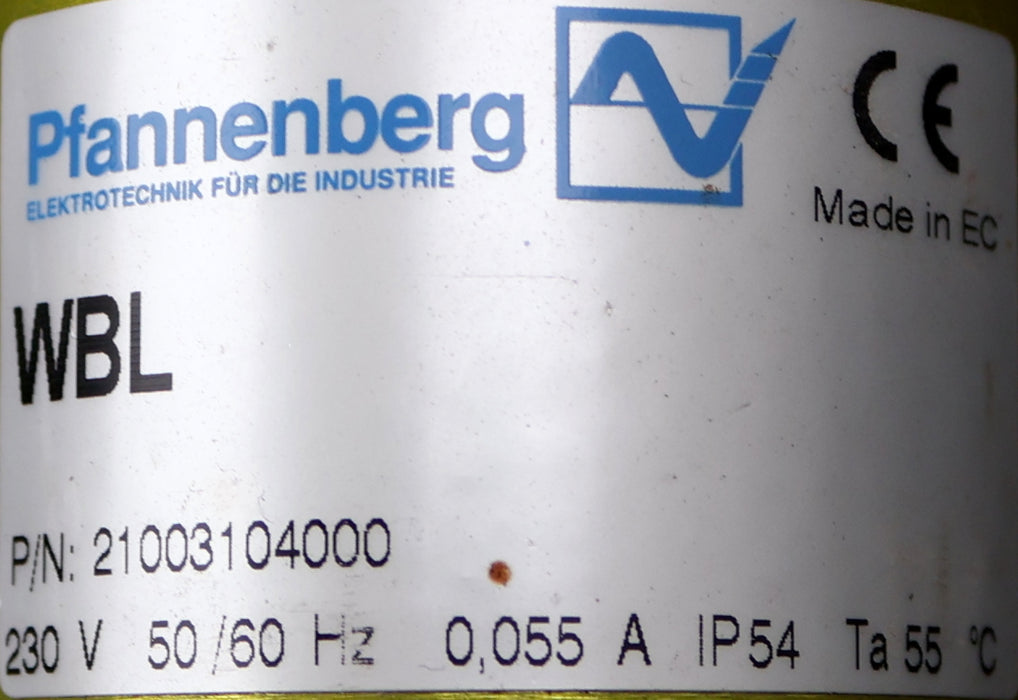 Pfannenberg
ELEKTROTECHNIK FÜR DIE INDUSTRIE
CE
Made in EC
WBL
P/N: 21003104000
230 V 50/60 Hz 0,055 A IP54 Ta 55 °C